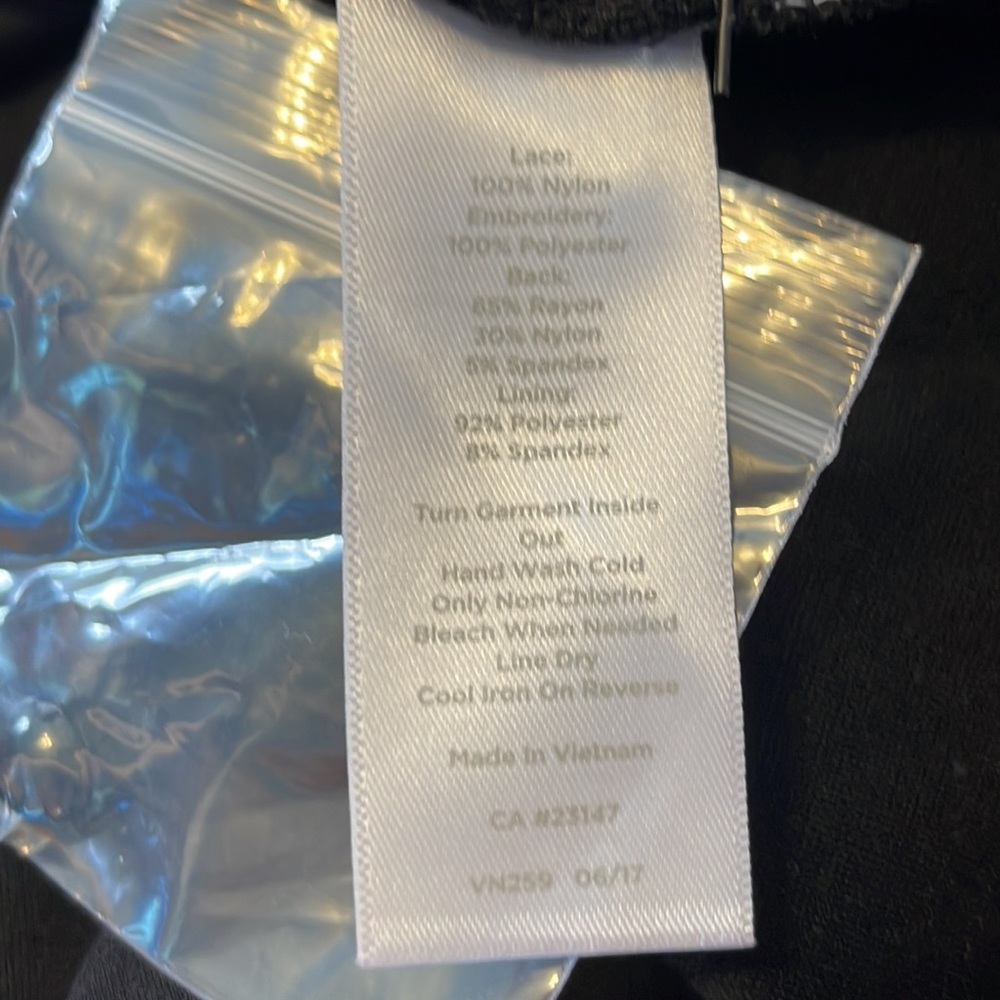 Lace:
100% Nylon
Embroidery:
100% Polyester
Back:
65% Rayon
30% Nylon
5% Spandex
Lining:
92% Polyester
8% Spandex
Turn Garment Inside
Out
Hand Wash Cold
Only Non-Chlorine
Bleach When Needed
Line Dry
Cool Iron On Reverse
Made In Vietnam
CA #23147
VN259 06/17